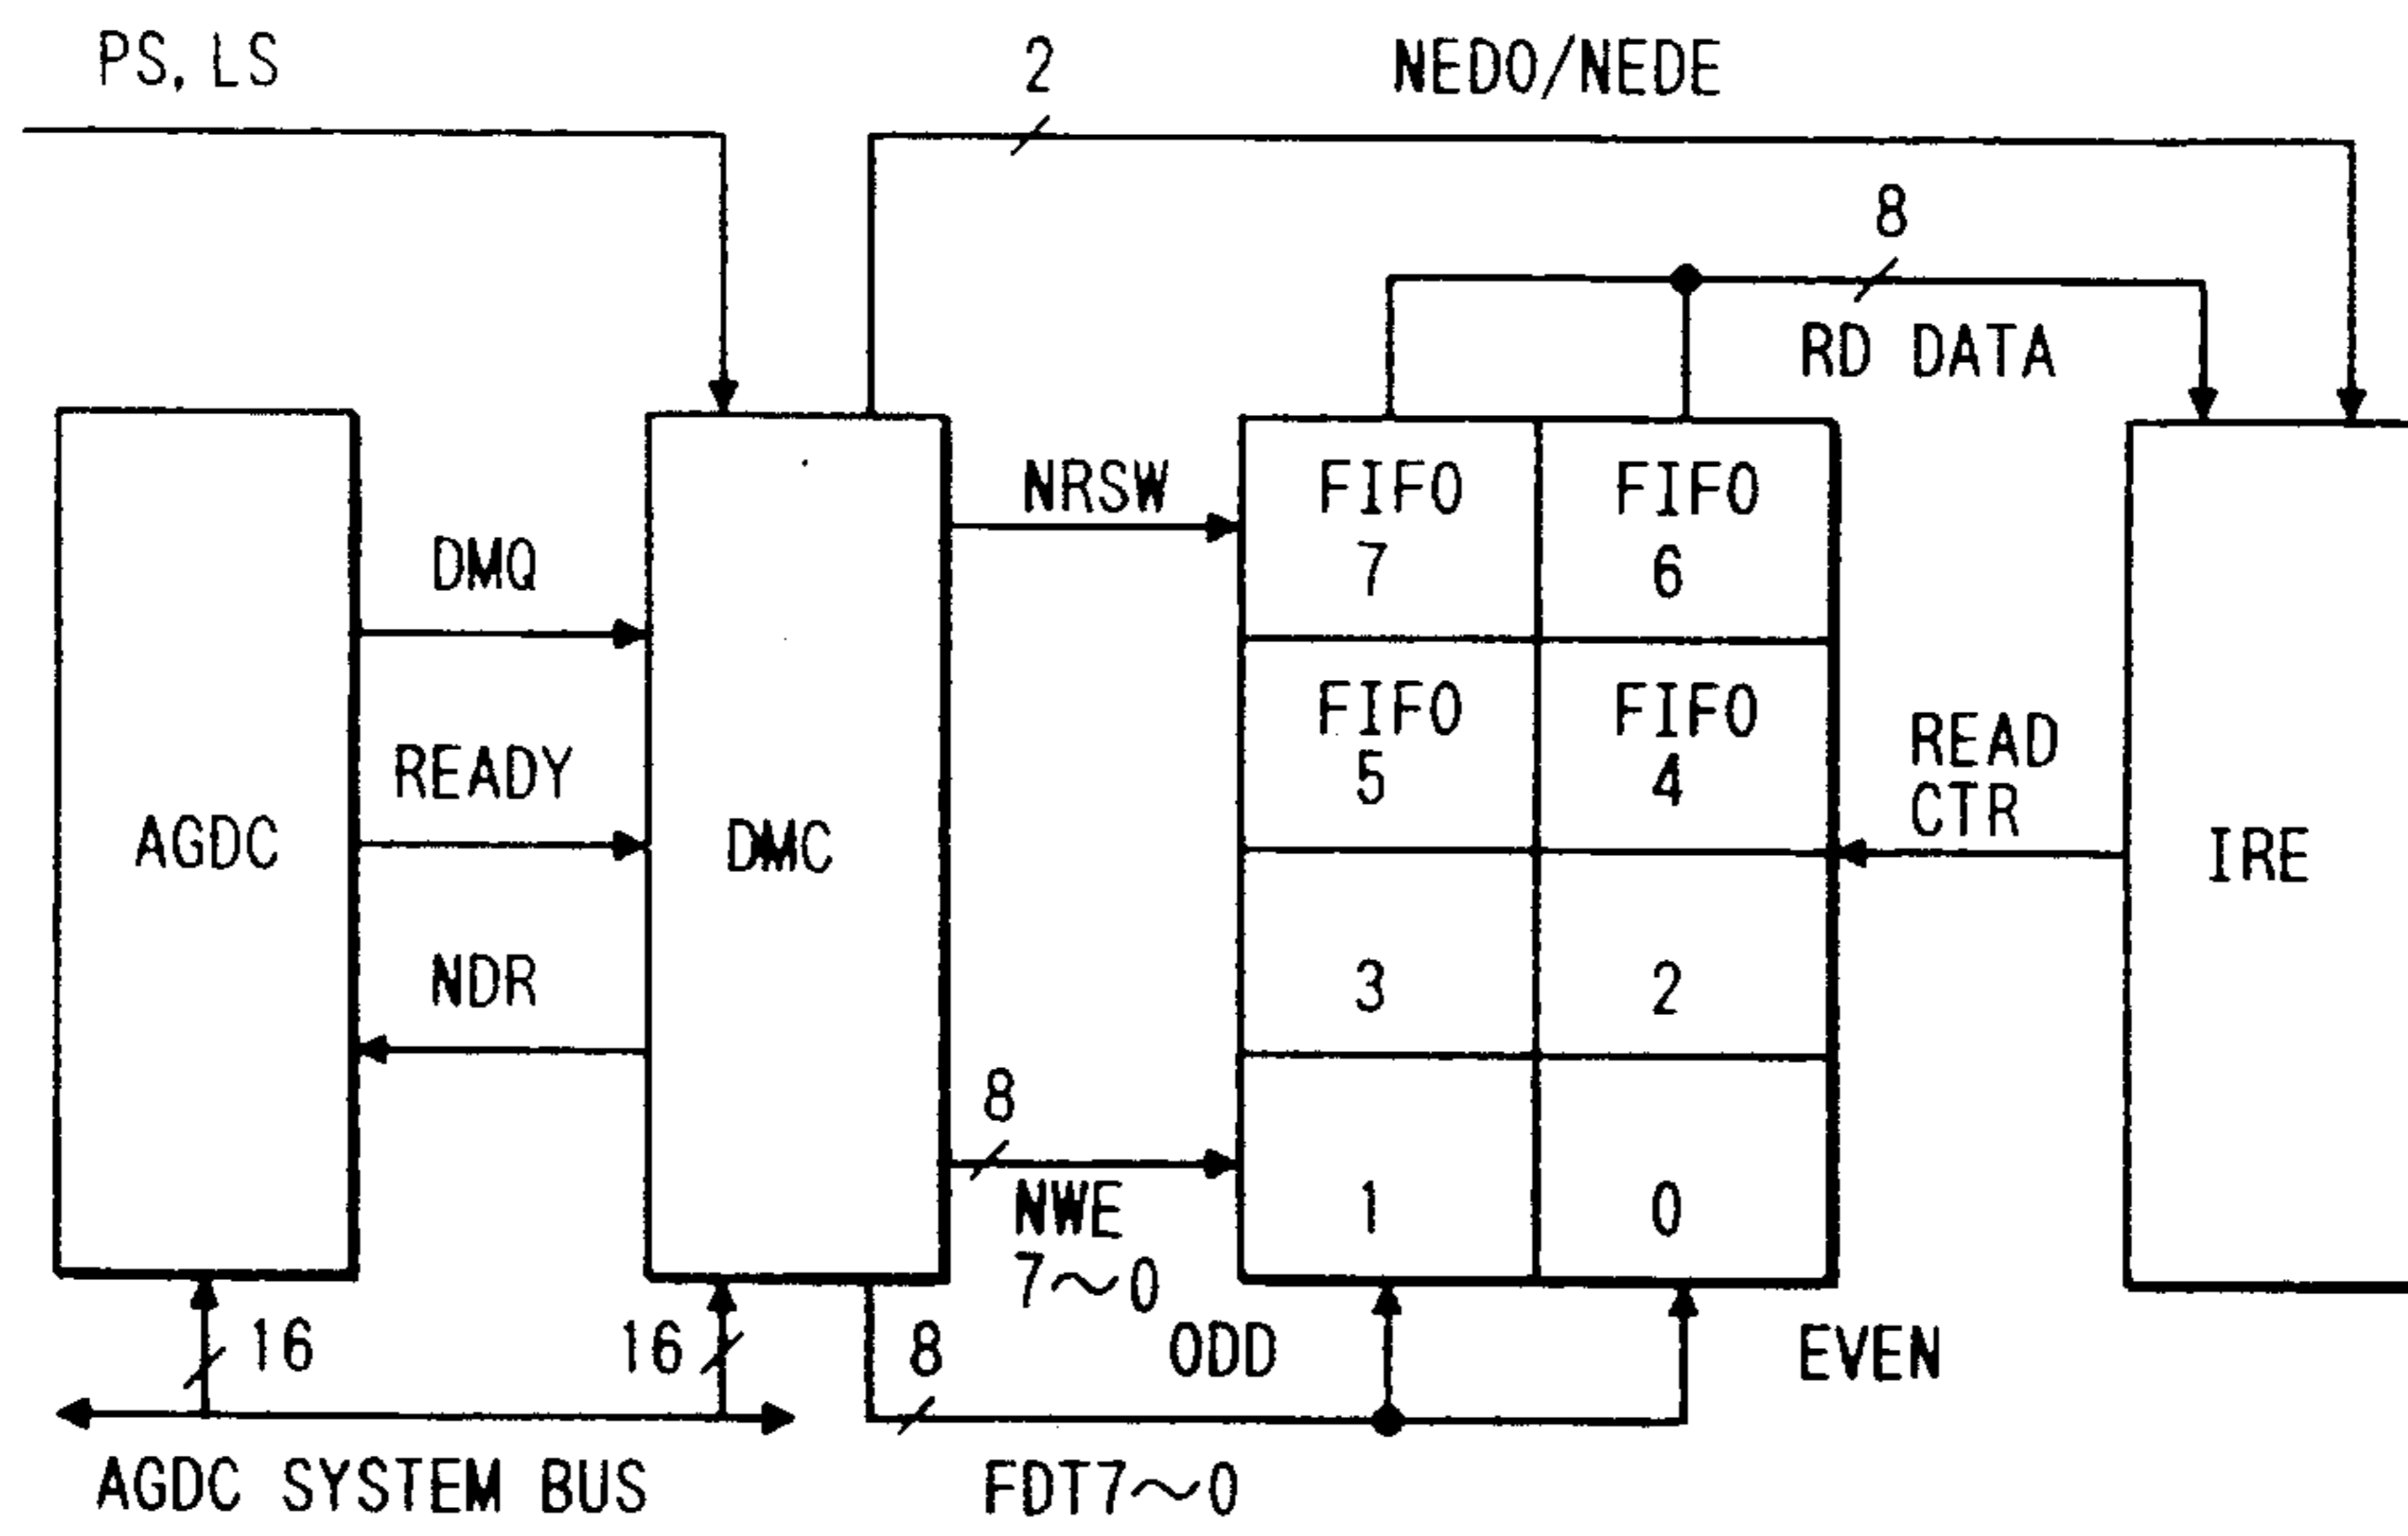 PS, LS
2
NEDO/NEDE
8
RD DATA
NRSW
FIFO
7
FIFO
6
DMQ
FIFO
5
FIFO
4
READY
READ
CTR
AGDC
DMC
IRE
NDR
3
2
8
NWE
7~0
1
0
16
16
8
ODD
EVEN
AGDC SYSTEM BUS
FDT7~0